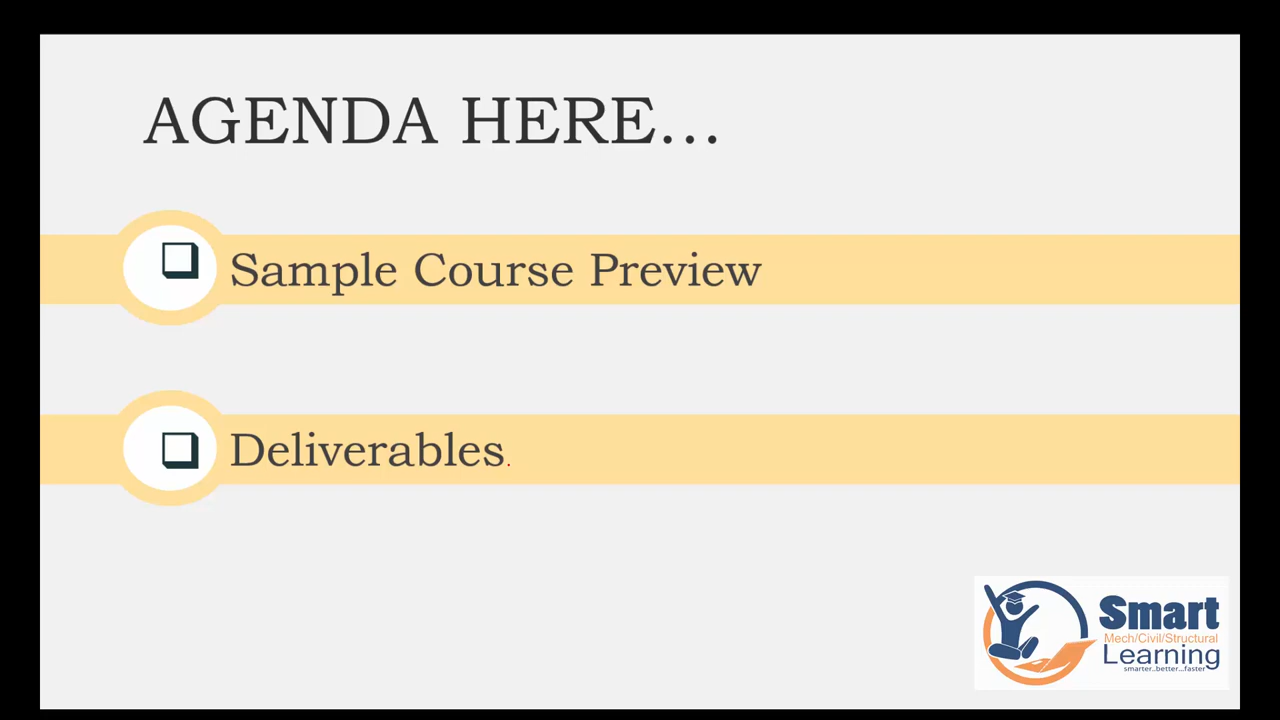 AGENDA HERE...
Sample Course Preview
Deliverables.
Smart
Mech/Civil/Structural
Learning
smarter..better...faster